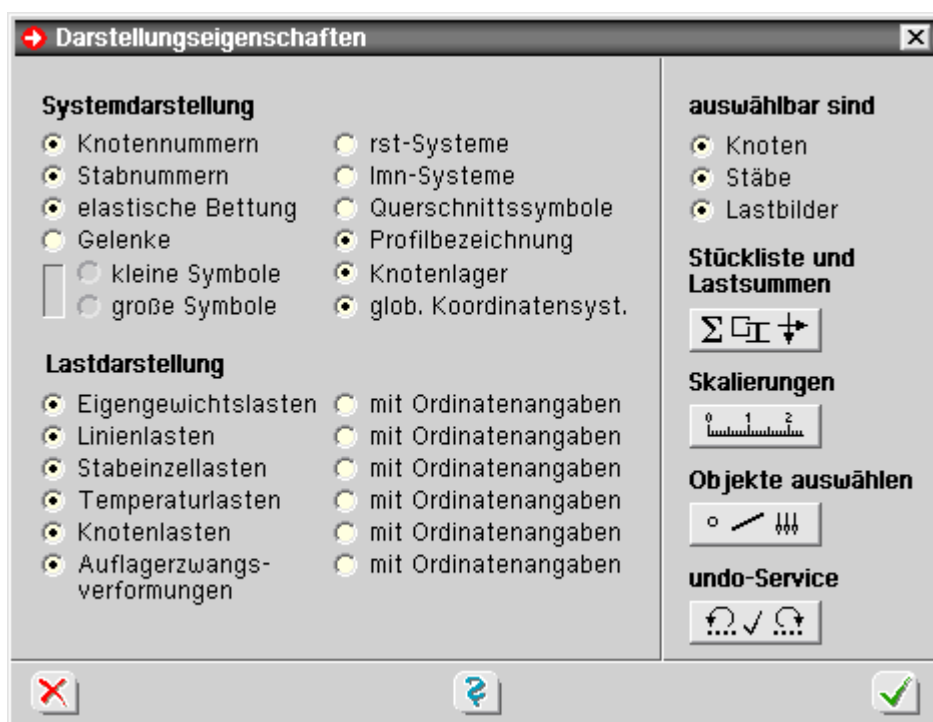 Darstellungseigenschaften
Systemdarstellung
Knotennummern
Stabnummern
elastische Bettung
Gelenke
kleine Symbole
große Symbole
rst-Systeme
lmn-Systeme
Querschnittssymbole
Profilbezeichnung
Knotenlager
glob. Koordinatensyst.
Lastdarstellung
Eigengewichtslasten mit Ordinatenangaben
Linienlasten mit Ordinatenangaben
Stabeinzellasten mit Ordinatenangaben
Temperaturlasten mit Ordinatenangaben
Knotenlasten mit Ordinatenangaben
Auflagerzwangs- mit Ordinatenangaben
verformungen
auswählbar sind
Knoten
Stäbe
Lastbilder
Stückliste und
Lastsummen
Σ
Skalierungen
0 1 2
Objekte auswählen
undo-Service